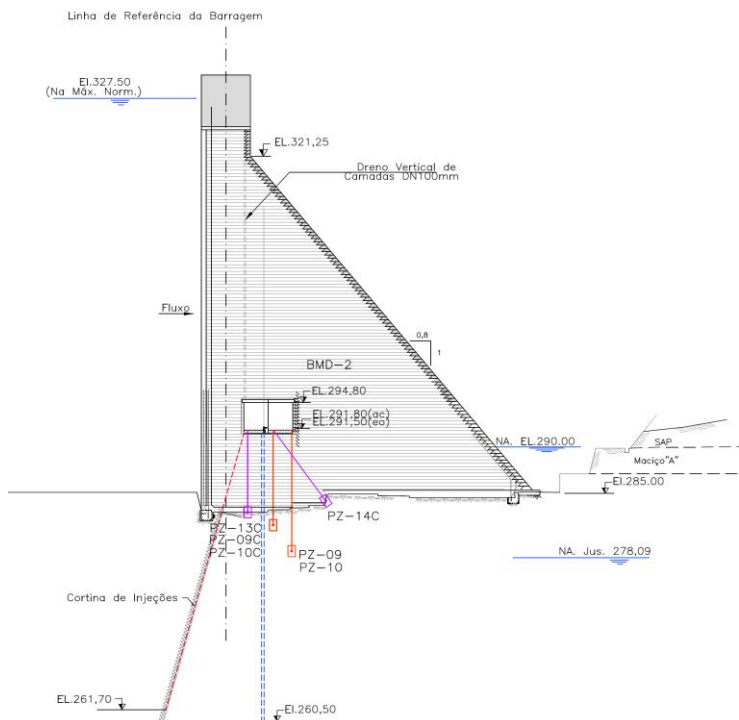 Linha de Referência da Barragem
El.327.50
(Na Máx. Norm.)
EL.321,25
Dreno Vertical de
Camadas DN100mm
Fluxo
0,8
1
BMD-2
EL.294,80
EL.291,80(ac)
EL.291,50(eo)
NA. EL.290.00
SAP
Maciço"A"
El.285.00
PZ-14C
PZ-13C
PZ-09C
PZ-10C
PZ-09
PZ-10
NA. Jus. 278,09
Cortina de Injeções
EL.261,70
El.260,50